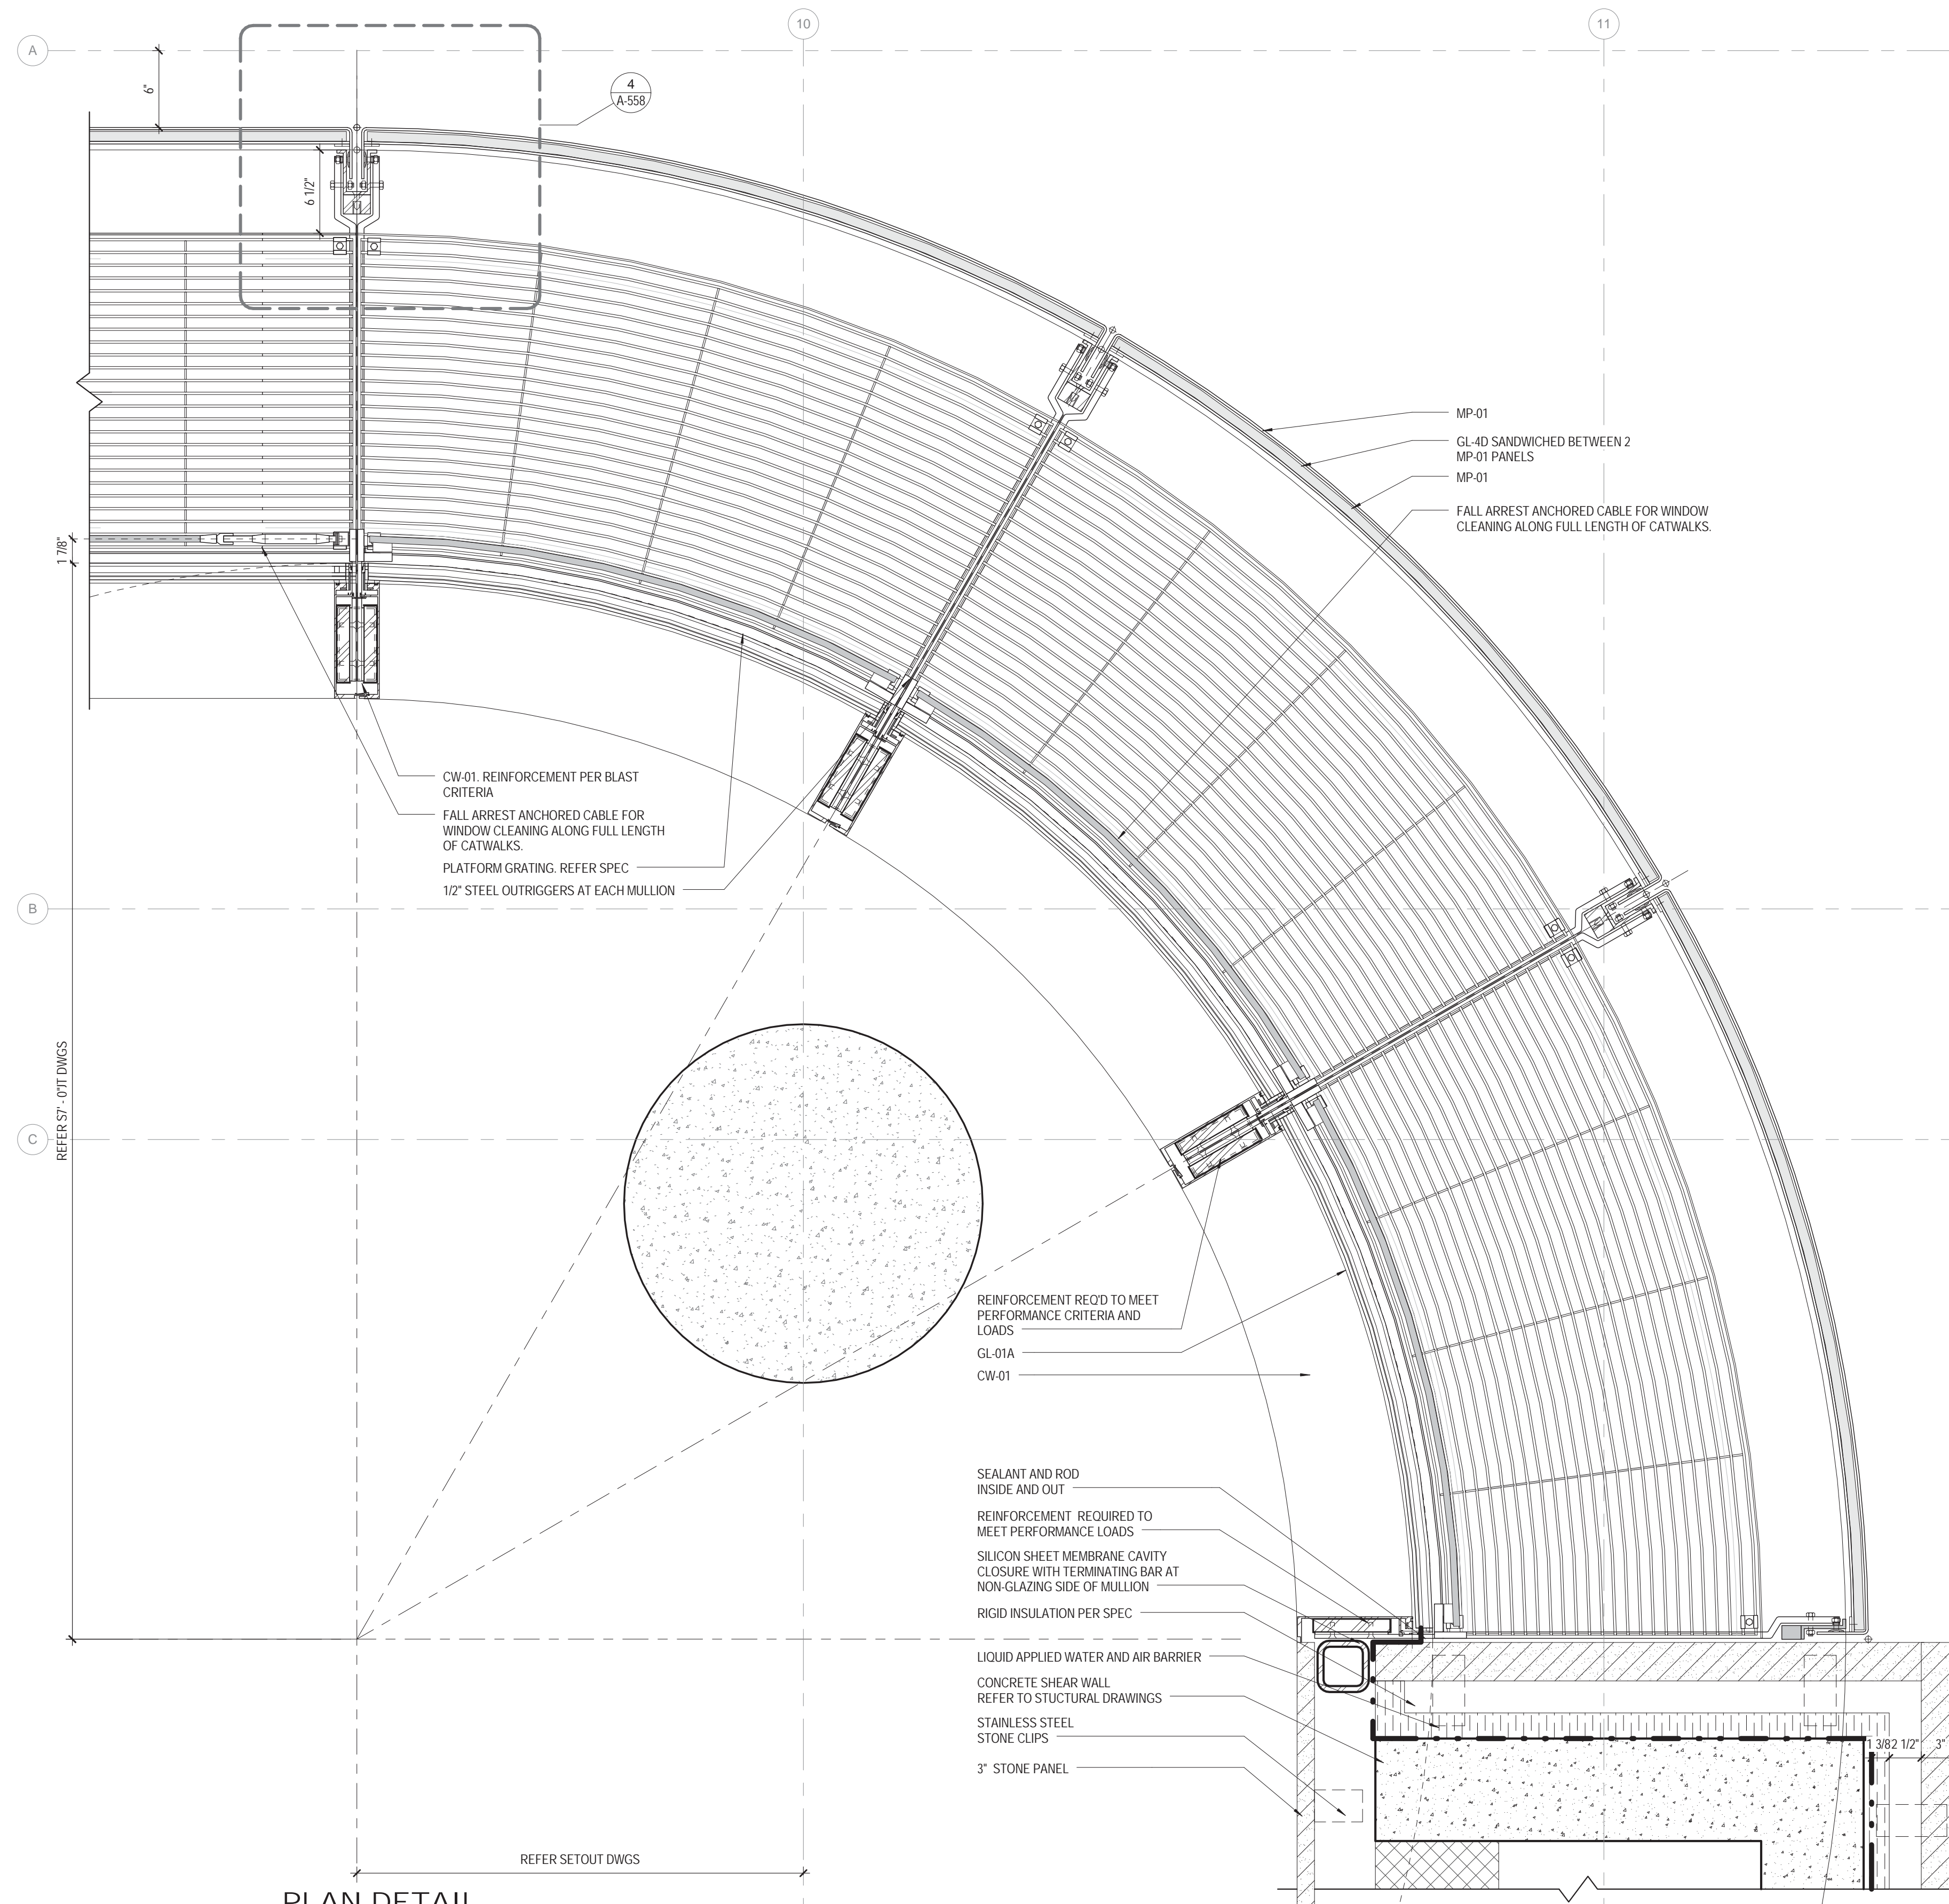 10
11
A
6"
4
A-558
6 1/2"
MP-01
GL-4D SANDWICHED BETWEEN 2
MP-01 PANELS
MP-01
FALL ARREST ANCHORED CABLE FOR WINDOW
CLEANING ALONG FULL LENGTH OF CATWALKS.
1 7/8"
CW-01. REINFORCEMENT PER BLAST
CRITERIA
FALL ARREST ANCHORED CABLE FOR
WINDOW CLEANING ALONG FULL LENGTH
OF CATWALKS.
PLATFORM GRATING. REFER SPEC
1/2" STEEL OUTRIGGERS AT EACH MULLION
B
C
REINFORCEMENT REQ'D TO MEET
PERFORMANCE CRITERIA AND
LOADS
GL-01A
CW-01
SEALANT AND ROD
INSIDE AND OUT
REINFORCEMENT REQUIRED TO
MEET PERFORMANCE LOADS
SILICON SHEET MEMBRANE CAVITY
CLOSURE WITH TERMINATING BAR AT
NON-GLAZING SIDE OF MULLION
RIGID INSULATION PER SPEC
LIQUID APPLIED WATER AND AIR BARRIER
CONCRETE SHEAR WALL
REFER TO STUCTURAL DRAWINGS
STAINLESS STEEL
STONE CLIPS
3" STONE PANEL
2 1/2"
3"
REFER SETOUT DWGS
PLAN DETAIL